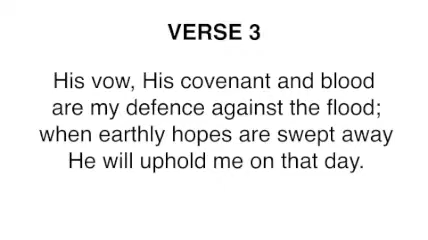 VERSE 3
His vow, His covenant and blood
are my defence against the flood;
when earthly hopes are swept away
He will uphold me on that day.